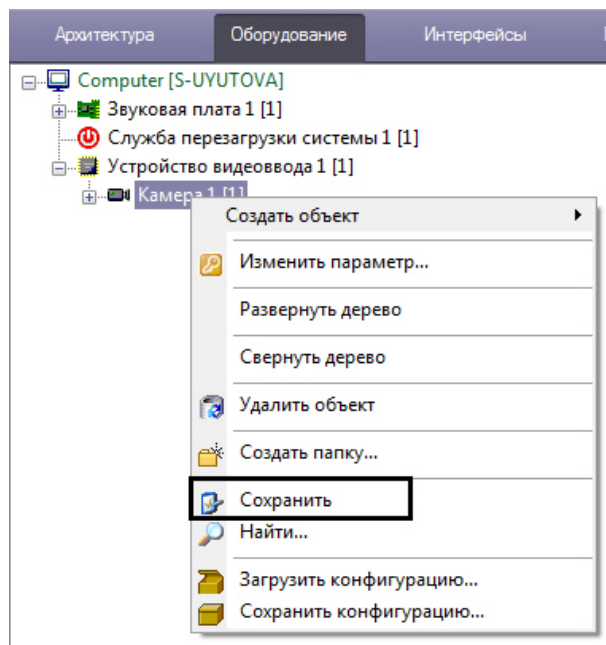 Архитектура Оборудование Интерфейсы
Computer [S-UYUTOVA]
Звуковая плата 1 [1]
Служба перезагрузки системы 1 [1]
Устройство видеоввода 1 [1]
Камера 1 [1]
Создать объект
Изменить параметр...
Развернуть дерево
Свернуть дерево
Удалить объект
Создать папку...
Сохранить
Найти...
Загрузить конфигурацию...
Сохранить конфигурацию...